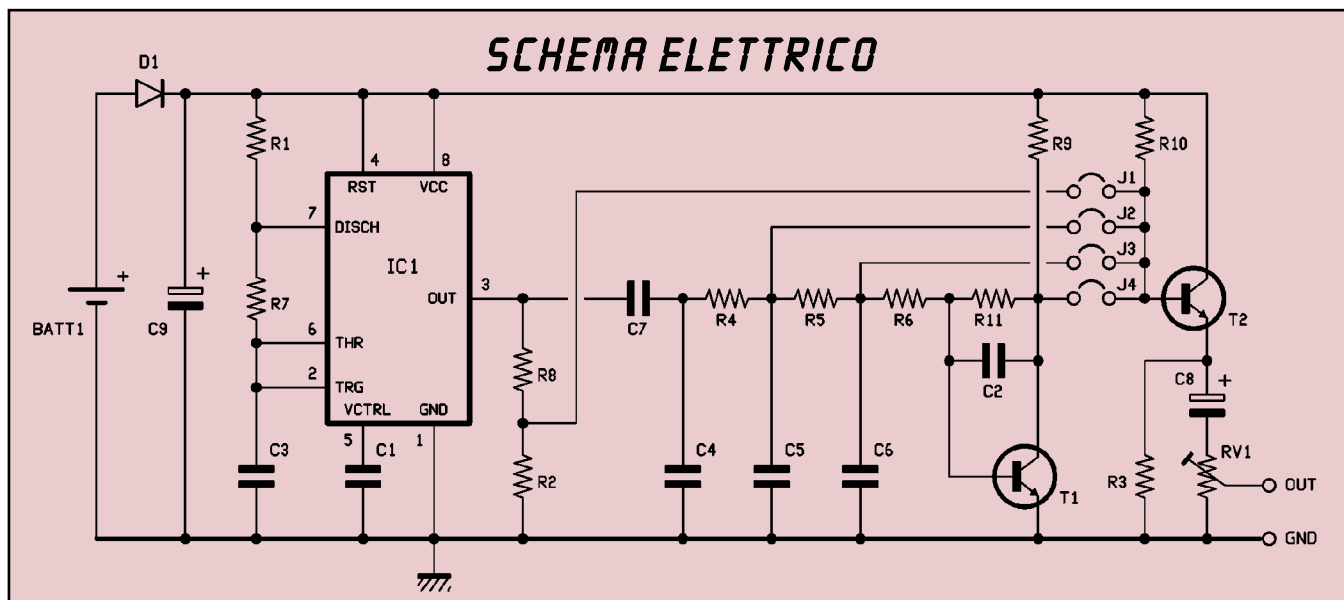 SCHEMA ELETTRICO
D1
R1
4
8
R9
R10
RST
VCC
J1
7
DISCH
J2
IC1
J3
+
+
R7
3
OUT
J4
BATT1
C9
C7
R4
R5
R6
R11
T2
6
THR
2
TRG
R8
C2
C8
+
VCTRL
GND
5
1
C3
C1
C4
C5
C6
RV1
R2
T1
R3
OUT
GND